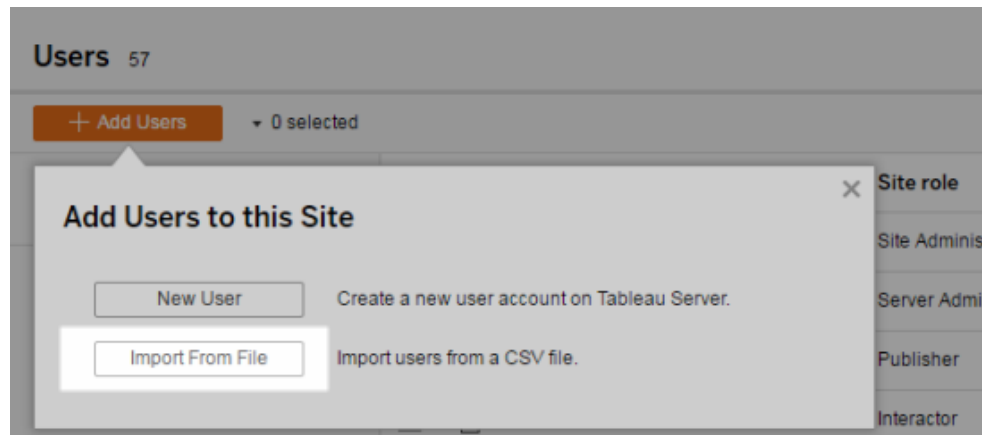 Users 57
+ Add Users 0 selected
Site role
Add Users to this Site
Site Adminis
New User Create a new user account on Tableau Server.
Server Admi
Import From File Import users from a CSV file.
Publisher
Interactor